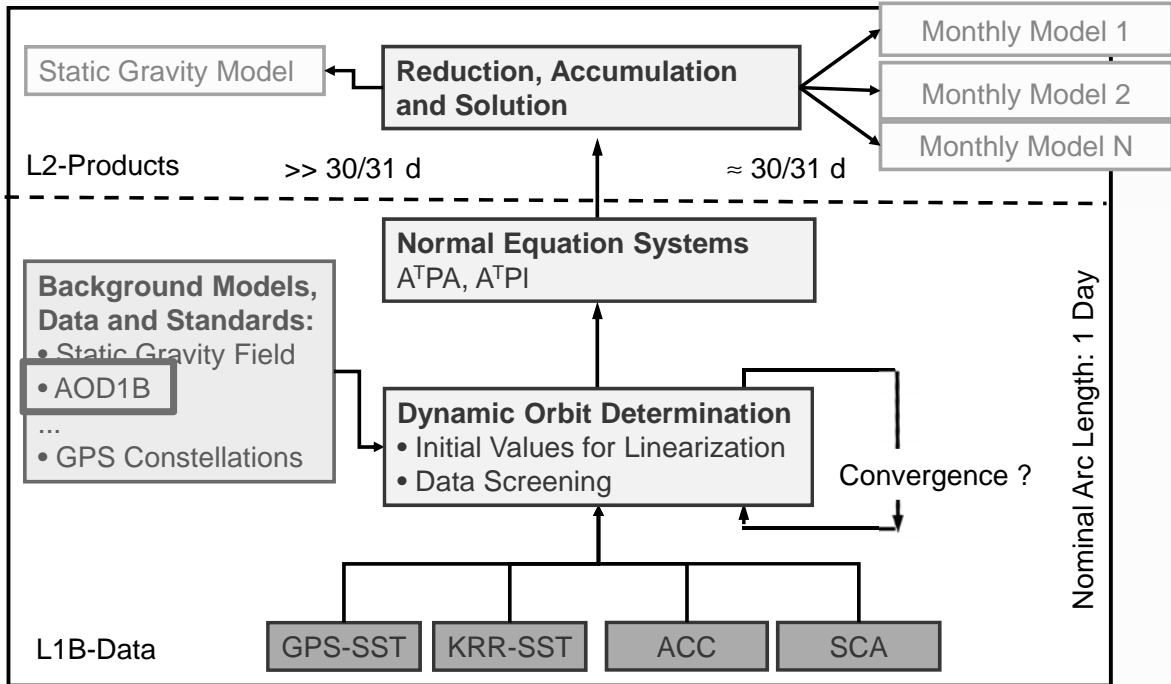 Monthly Model 1
Static Gravity Model
Reduction, Accumulation
and Solution
Monthly Model 2
Monthly Model N
L2-Products
>> 30/31 d
≈ 30/31 d
Normal Equation Systems
AᵀPA, AᵀPl
Background Models,
Data and Standards:
• Static Gravity Field
• AOD1B
...
• GPS Constellations
Dynamic Orbit Determination
• Initial Values for Linearization
• Data Screening
Convergence ?
Nominal Arc Length: 1 Day
L1B-Data
GPS-SST
KRR-SST
ACC
SCA